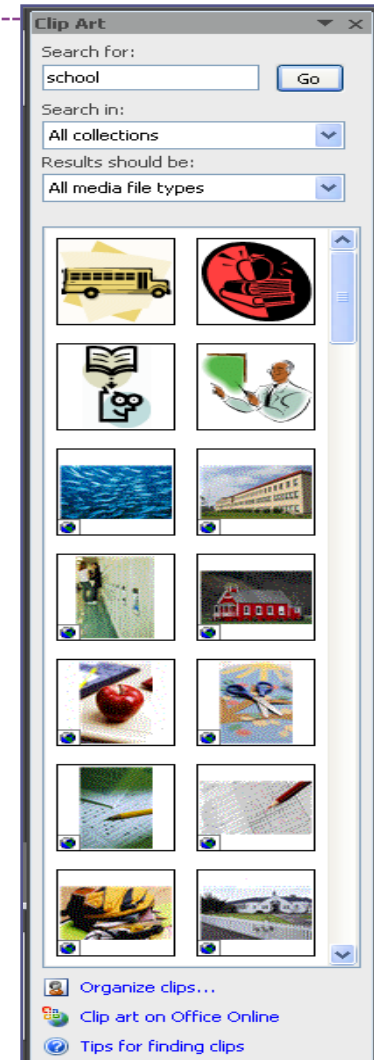 Clip Art
Search for:
school
Go
Search in:
All collections
Results should be:
All media file types
Organize clips...
Clip art on Office Online
Tips for finding clips